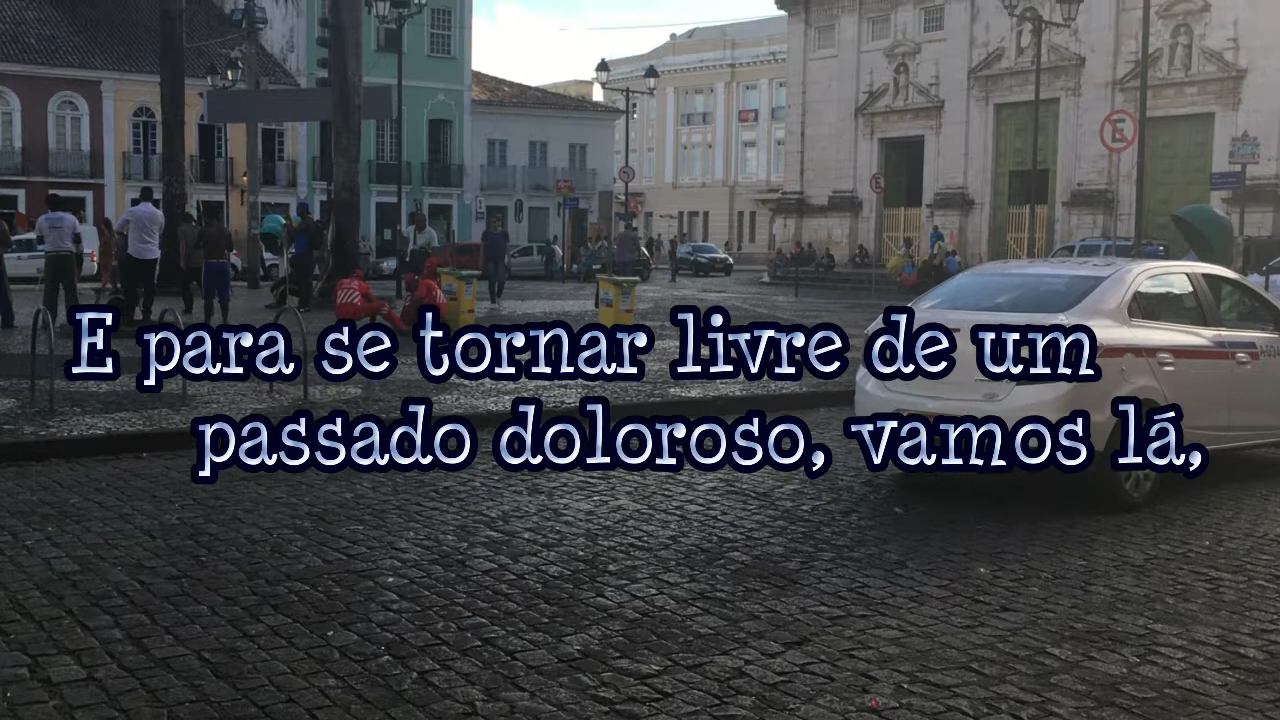 E para se tornar livre de um
passado doloroso, vamos lá,